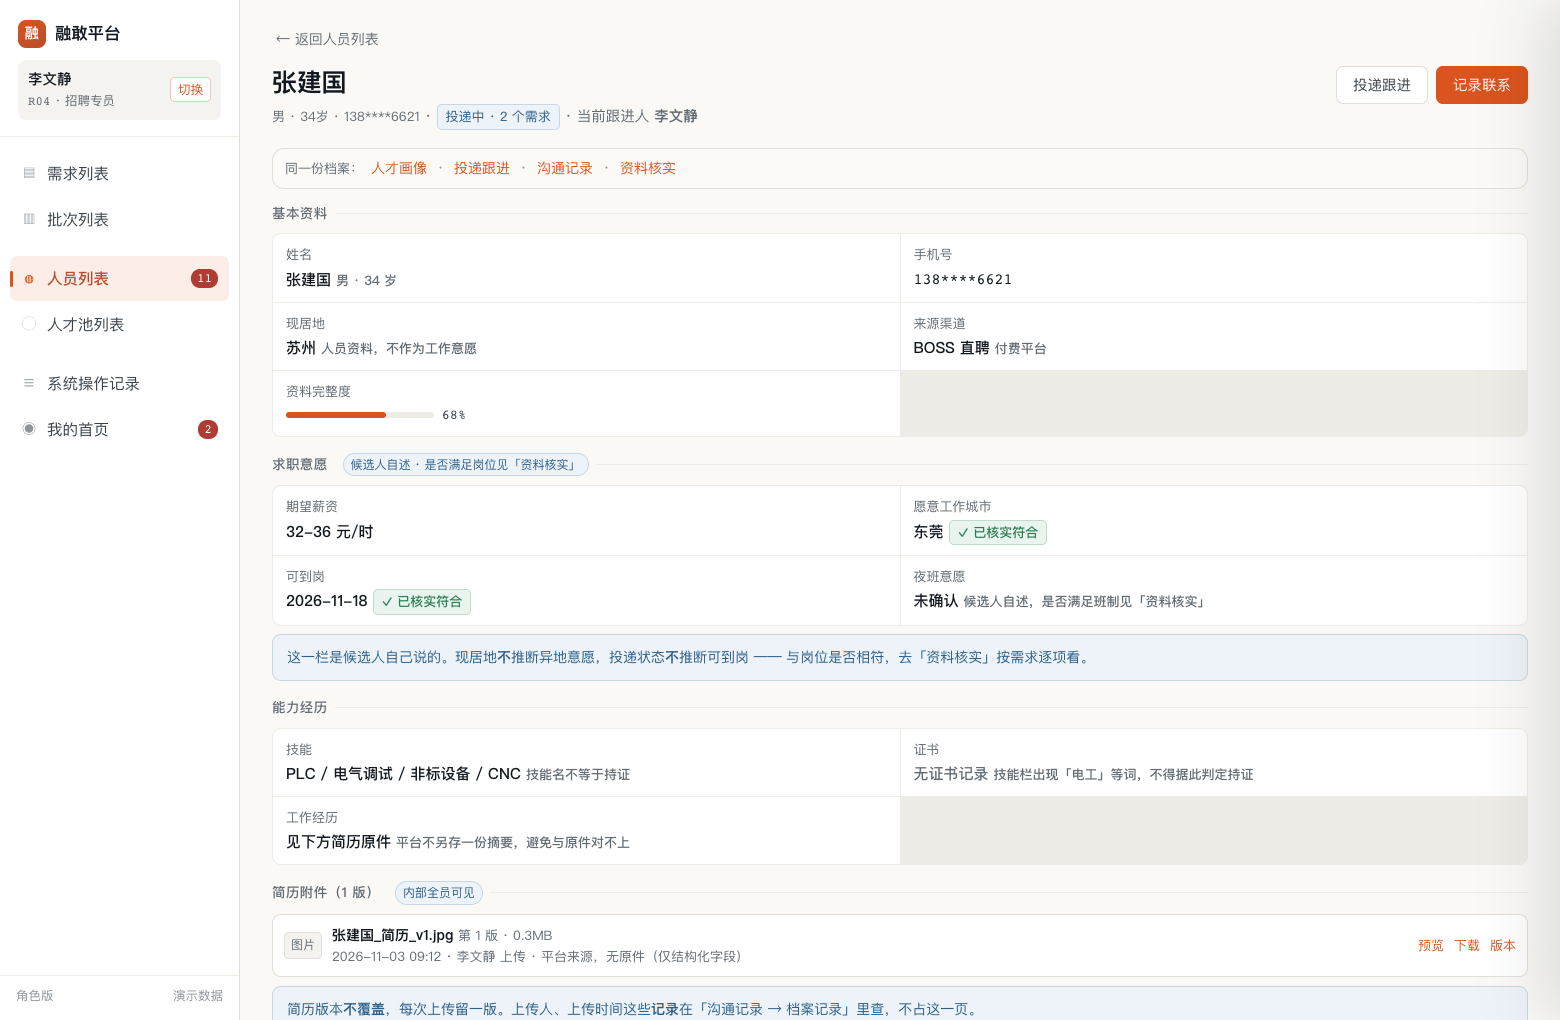 融 融敢平台
李文静
R04 · 招聘专员
切换
需求列表
批次列表
人员列表 11
人才池列表
系统操作记录
我的首页 2
角色版 演示数据
← 返回人员列表
张建国
男 · 34岁 · 138****6621 · 投递中 · 2 个需求 · 当前跟进人 李文静
投递跟进 记录联系
同一份档案： 人才画像 · 投递跟进 · 沟通记录 · 资料核实
基本资料
姓名
张建国 男 · 34 岁
手机号
138****6621
现居地
苏州 人员资料，不作为工作意愿
来源渠道
BOSS 直聘 付费平台
资料完整度
68%
求职意愿 候选人自述 · 是否满足岗位见「资料核实」
期望薪资
32–36 元/时
愿意工作城市
东莞 ✓ 已核实符合
可到岗
2026-11-18 ✓ 已核实符合
夜班意愿
未确认 候选人自述，是否满足班制见「资料核实」
这一栏是候选人自己说的。现居地不推断异地意愿，投递状态不推断可到岗 —— 与岗位是否相符，去「资料核实」按需求逐项看。
能力经历
技能
PLC / 电气调试 / 非标设备 / CNC 技能名不等于持证
证书
无证书记录 技能栏出现「电工」等词，不得据此判定持证
工作经历
见下方简历原件 平台不另存一份摘要，避免与原件对不上
简历附件（1 版） 内部全员可见
图片
张建国_简历_v1.jpg 第 1 版 · 0.3MB
2026-11-03 09:12 · 李文静 上传 · 平台来源，无原件（仅结构化字段）
预览 下载 版本
简历版本不覆盖，每次上传留一版。上传人、上传时间这些记录在「沟通记录 → 档案记录」里查，不占这一页。